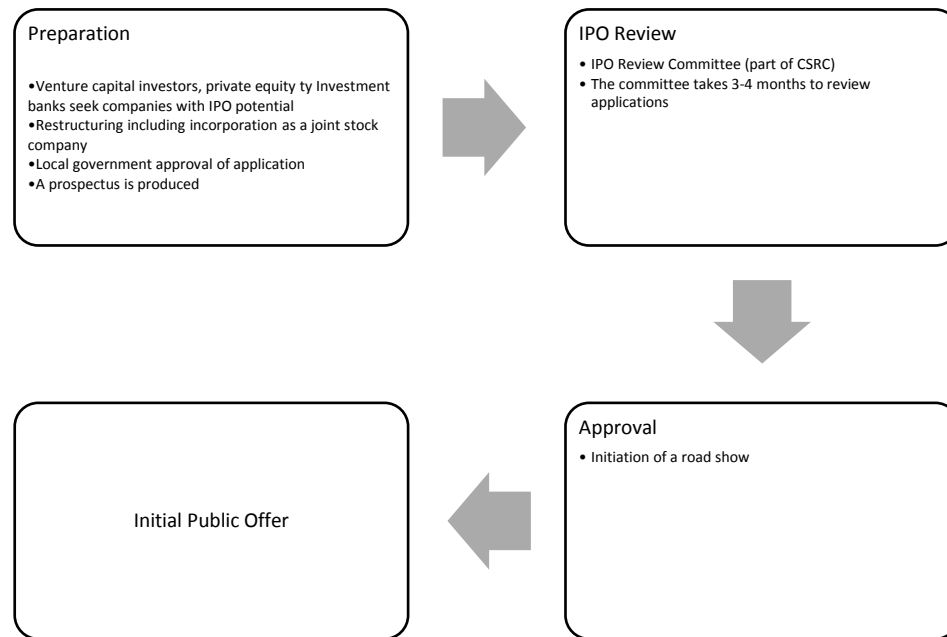 Preparation
•Venture capital investors, private equity ty Investment
banks seek companies with IPO potential
•Restructuring including incorporation as a joint stock
company
•Local government approval of application
•A prospectus is produced
IPO Review
• IPO Review Committee (part of CSRC)
• The committee takes 3-4 months to review
applications
Approval
• Initiation of a road show
Initial Public Offer